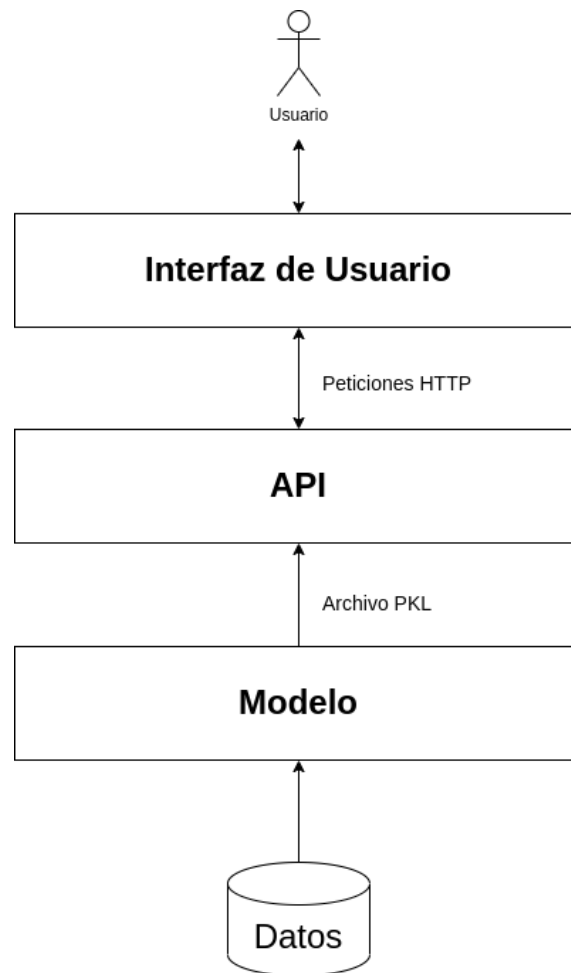 Usuario
Interfaz de Usuario
Peticiones HTTP
API
Archivo PKL
Modelo
Datos